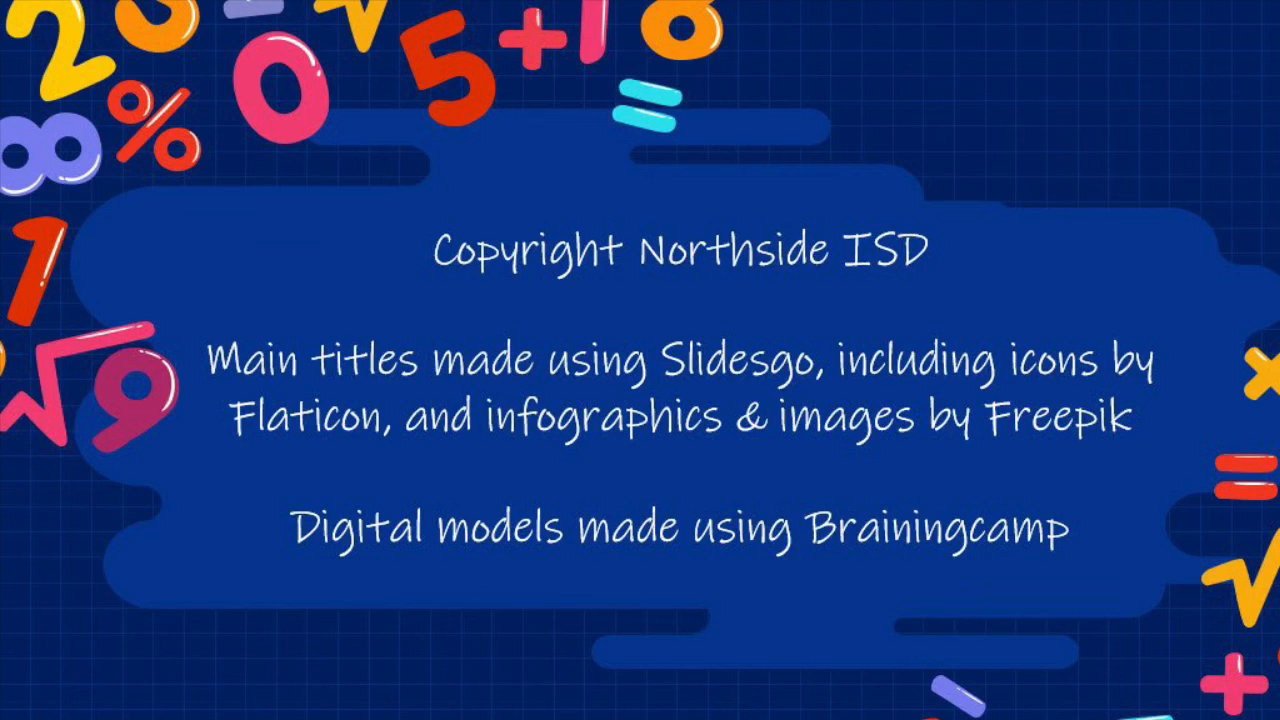 Copyright Northside ISD
Main titles made using Slidesgo, including icons by
Flaticon, and infographics & images by Freepik
Digital models made using Brainingcamp